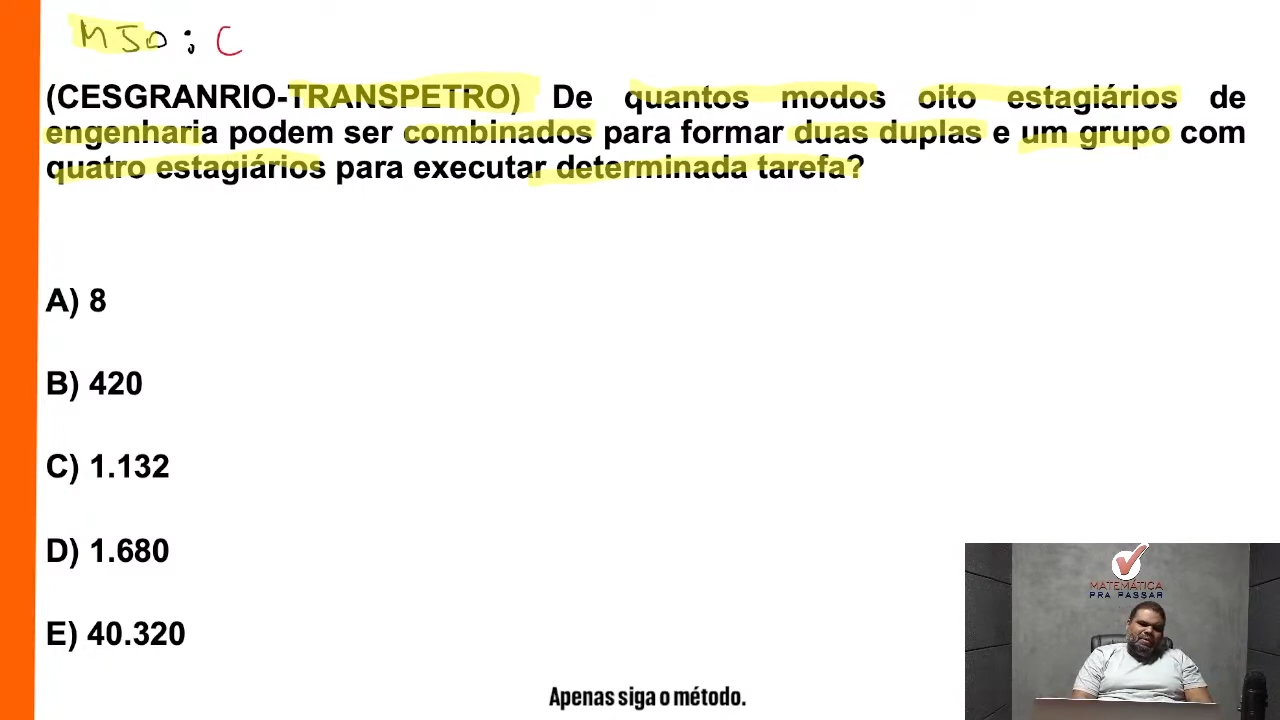 MJO : C
(CESGRANRIO-TRANSPETRO) De quantos modos oito estagiários de
engenharia podem ser combinados para formar duas duplas e um grupo com
quatro estagiários para executar determinada tarefa?
A) 8
B) 420
C) 1.132
D) 1.680
E) 40.320
MATEMÁTICA
PRA PASSAR
Apenas siga o método.